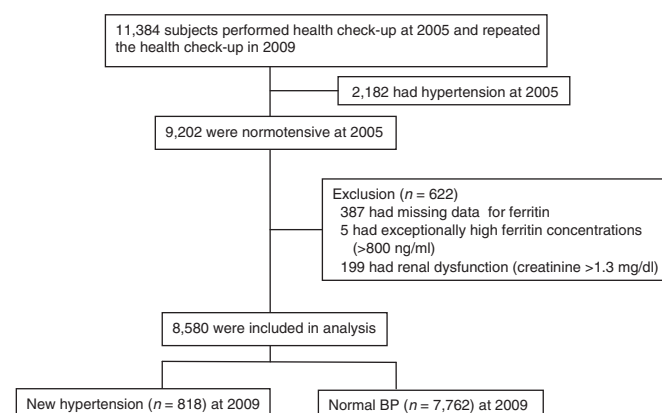 11,384 subjects performed health check-up at 2005 and repeated
the health check-up in 2009
2,182 had hypertension at 2005
9,202 were normotensive at 2005
Exclusion (n = 622)
387 had missing data for ferritin
5 had exceptionally high ferritin concentrations
(>800 ng/ml)
199 had renal dysfunction (creatinine >1.3 mg/dl)
8,580 were included in analysis
New hypertension (n = 818) at 2009
Normal BP (n = 7,762) at 2009